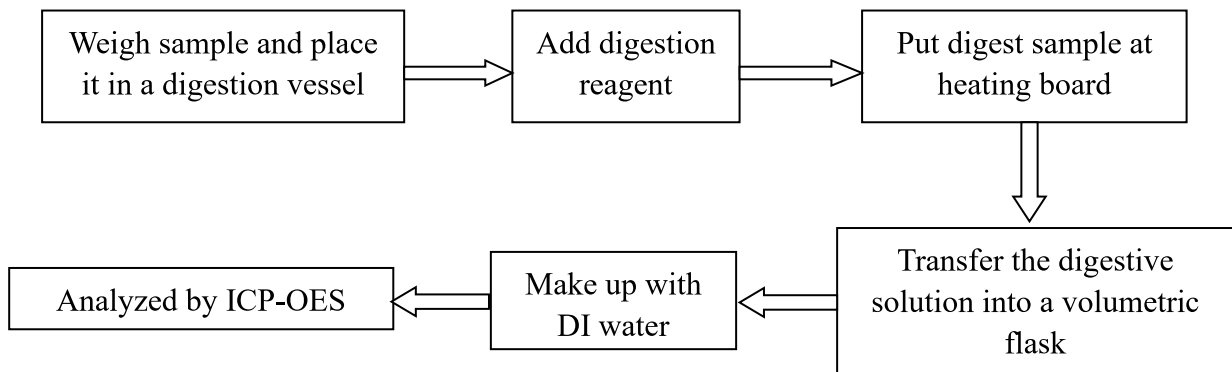 Weigh sample and place
it in a digestion vessel
Add digestion
reagent
Put digest sample at
heating board
Transfer the digestive
solution into a volumetric
flask
Make up with
DI water
Analyzed by ICP-OES